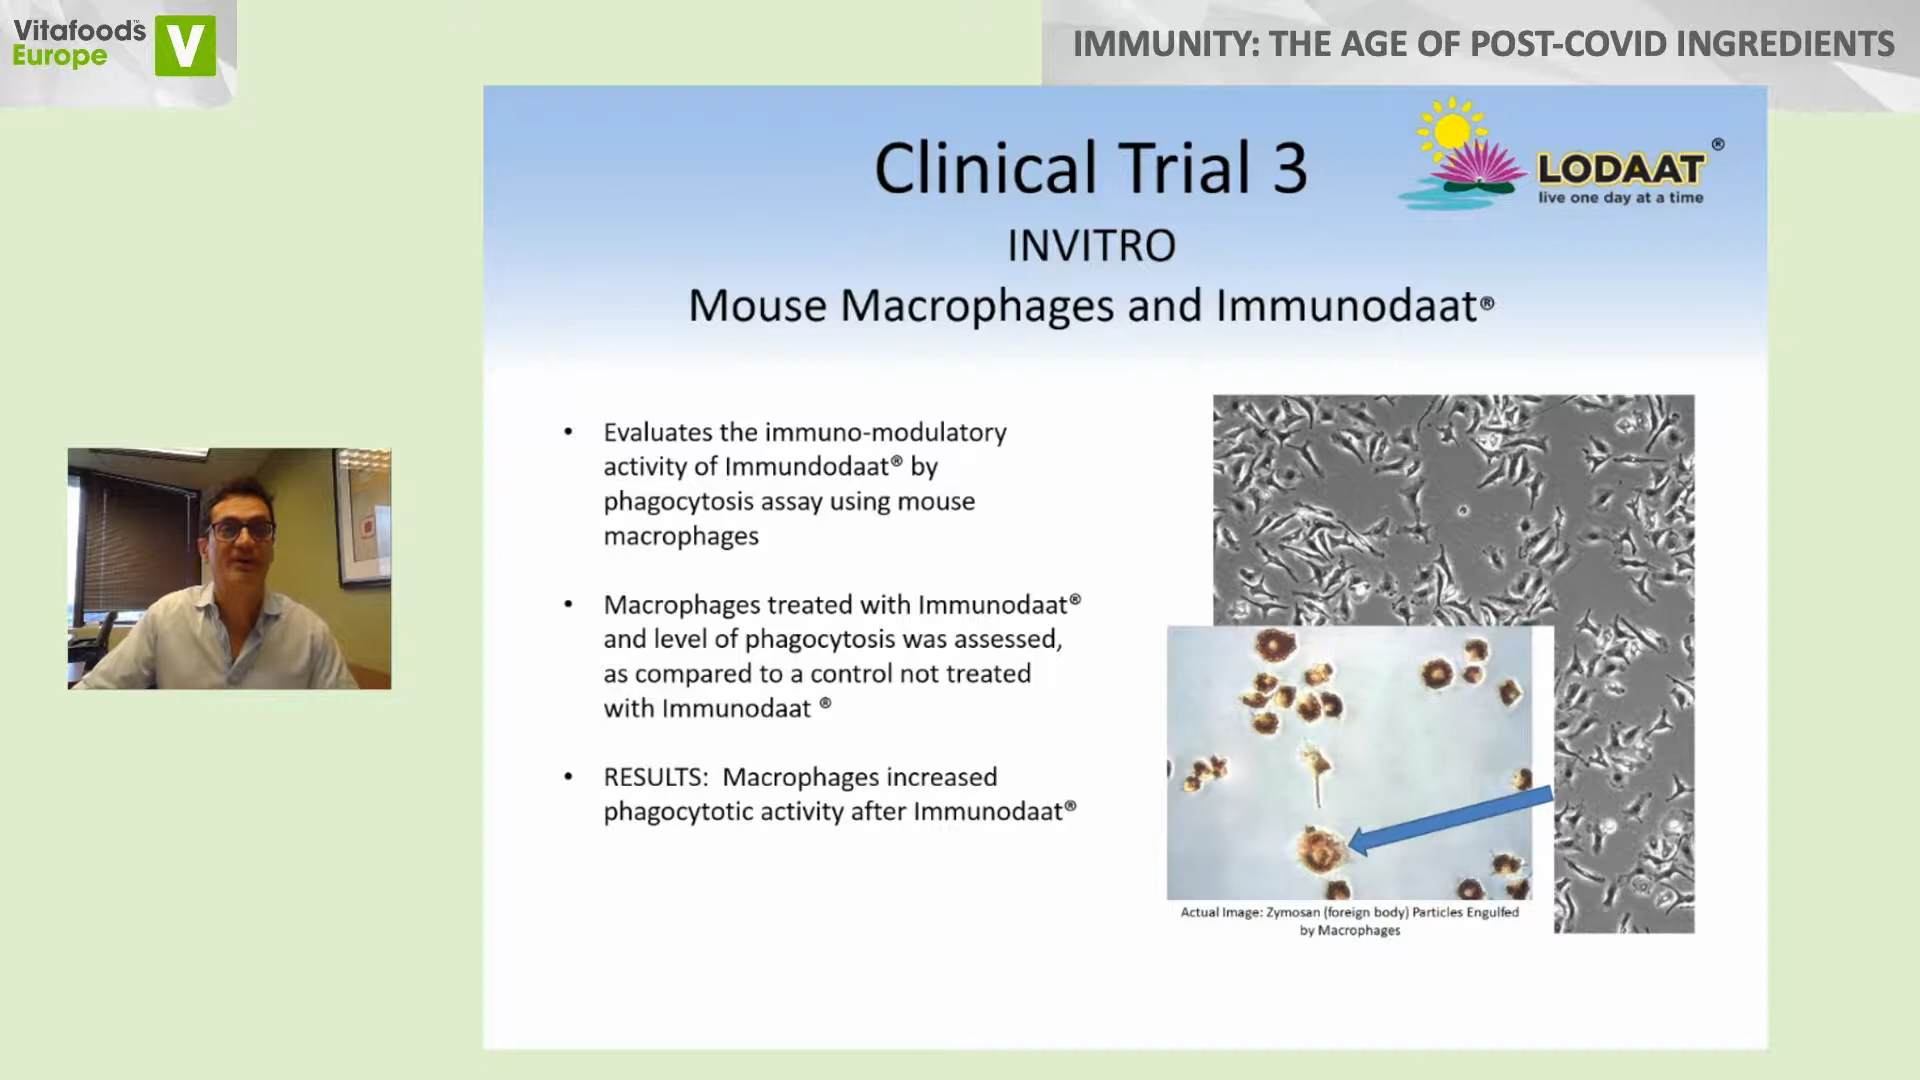 Vitafoods™
Europe
V
IMMUNITY: THE AGE OF POST-COVID INGREDIENTS
Clinical Trial 3
INVITRO
Mouse Macrophages and Immunodaat®
LODAAT®
live one day at a time
• Evaluates the immuno-modulatory
activity of Immundodaat® by
phagocytosis assay using mouse
macrophages
• Macrophages treated with Immunodaat®
and level of phagocytosis was assessed,
as compared to a control not treated
with Immunodaat ®
• RESULTS: Macrophages increased
phagocytotic activity after Immunodaat®
Actual Image: Zymosan (foreign body) Particles Engulfed
by Macrophages